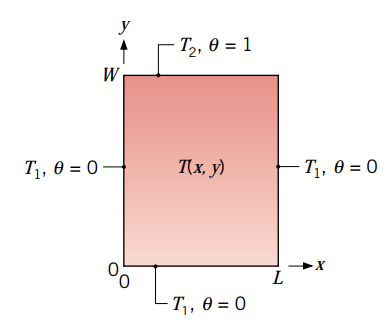 y
T₂, θ = 1
W
T₁, θ = 0
T(x, y)
T₁, θ = 0
0
0
L
x
T₁, θ = 0